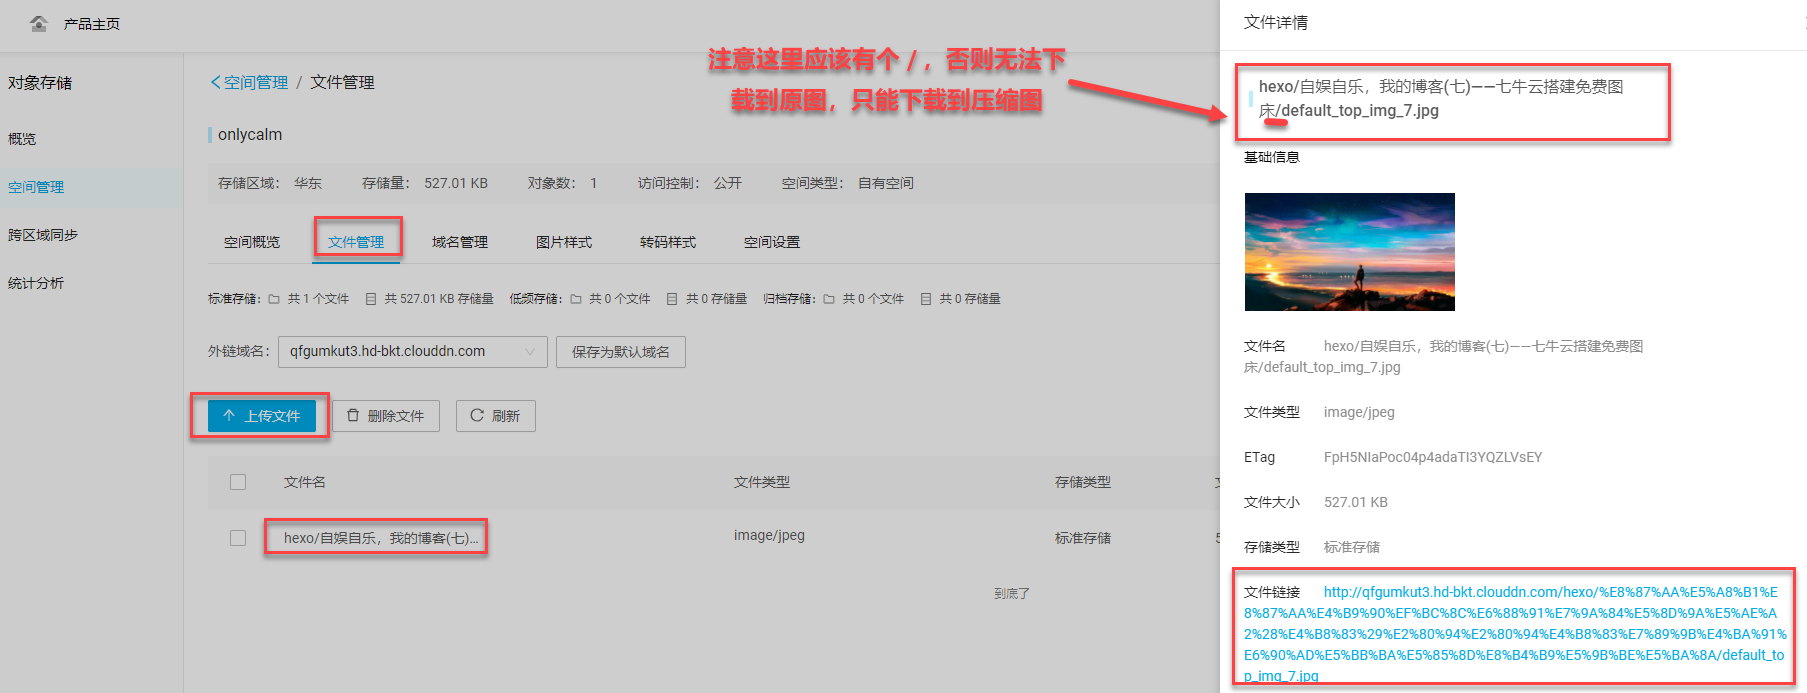 产品主页
对象存储
概览
空间管理
跨区域同步
统计分析
空间管理 / 文件管理
注意这里应该有个 / ，否则无法下
载到原图，只能下载到压缩图
onlycalm
存储区域： 华东 存储量： 527.01 KB 对象数： 1 访问控制： 公开 空间类型： 自有空间
空间概览 文件管理 域名管理 图片样式 转码样式 空间设置
标准存储: 共 1 个文件 共 527.01 KB 存储量 低频存储: 共 0 个文件 共 0 存储量 归档存储: 共 0 个文件 共 0 存储量
外链域名： qfgumkut3.hd-bkt.clouddn.com 保存为默认域名
上传文件 删除文件 刷新
文件名 文件类型 存储类型
hexo/自娱自乐，我的博客(七)... image/jpeg 标准存储
到底了
文件详情
hexo/自娱自乐，我的博客(七)——七牛云搭建免费图
床/default_top_img_7.jpg
基础信息
文件名 hexo/自娱自乐，我的博客(七)——七牛云搭建免费图
床/default_top_img_7.jpg
文件类型 image/jpeg
ETag FpH5NIaPoc04p4adaTI3YQZLVsEY
文件大小 527.01 KB
存储类型 标准存储
文件链接 http://qfgumkut3.hd-bkt.clouddn.com/hexo/%E8%87%AA%E5%A8%B1%E
8%87%AA%E4%B9%90%EF%BC%8C%E6%88%91%E7%9A%84%E5%8D%9A%E5%AE%A
2%28%E4%B8%83%29%E2%80%94%E2%80%94%E4%B8%83%E7%89%9B%E4%BA%91%
E6%90%AD%E5%BB%BA%E5%85%8D%E8%B4%B9%E5%9B%BE%E5%BA%8A/default_to
p_img_7.jpg